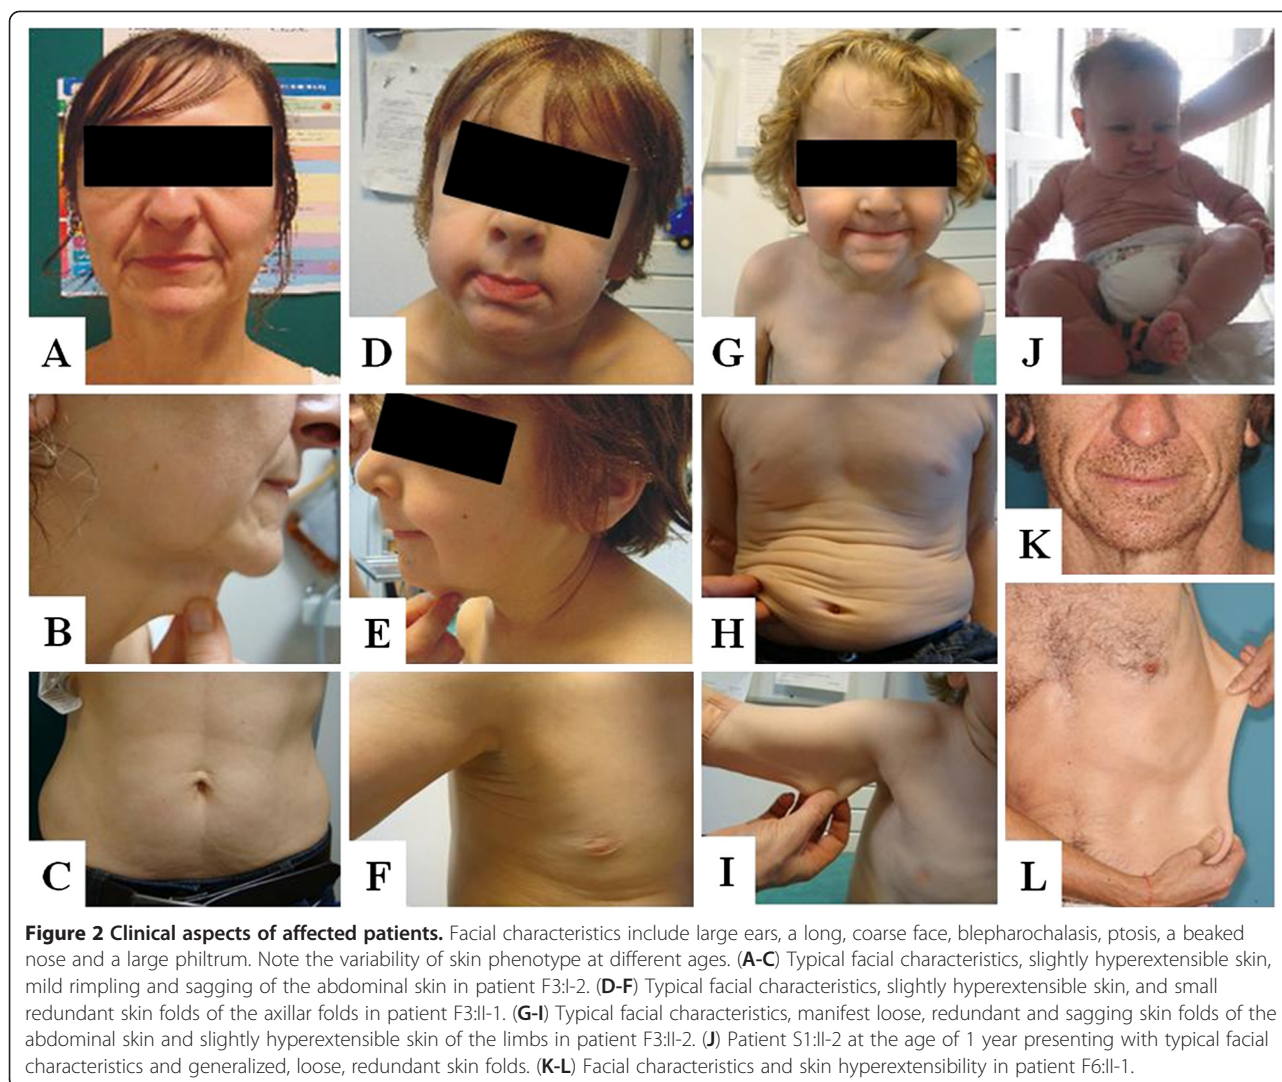 A
D
G
J
B
E
H
K
C
F
I
L
Figure 2 Clinical aspects of affected patients. Facial characteristics include large ears, a long, coarse face, blepharochalasis, ptosis, a beaked
nose and a large philtrum. Note the variability of skin phenotype at different ages. (A-C) Typical facial characteristics, slightly hyperextensible skin,
mild rimpling and sagging of the abdominal skin in patient F3:I-2. (D-F) Typical facial characteristics, slightly hyperextensible skin, and small
redundant skin folds of the axillar folds in patient F3:II-1. (G-I) Typical facial characteristics, manifest loose, redundant and sagging skin folds of the
abdominal skin and slightly hyperextensible skin of the limbs in patient F3:II-2. (J) Patient S1:II-2 at the age of 1 year presenting with typical facial
characteristics and generalized, loose, redundant skin folds. (K-L) Facial characteristics and skin hyperextensibility in patient F6:II-1.